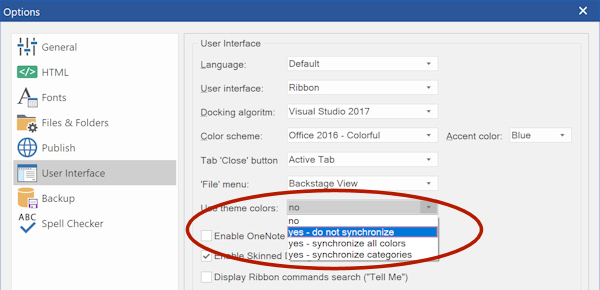 Options
General
HTML
Fonts
Files & Folders
Publish
User Interface
Backup
ABC
Spell Checker
User Interface
Language: Default
User interface: Ribbon
Docking algoritm: Visual Studio 2017
Color scheme: Office 2016 - Colorful Accent color: Blue
Tab 'Close' button Active Tab
'File' menu: Backstage View
Use theme colors: no
no
yes - do not synchronize
Enable OneNote
yes - synchronize all colors
yes - synchronize categories
Enable Skinned
Display Ribbon commands search ("Tell Me")